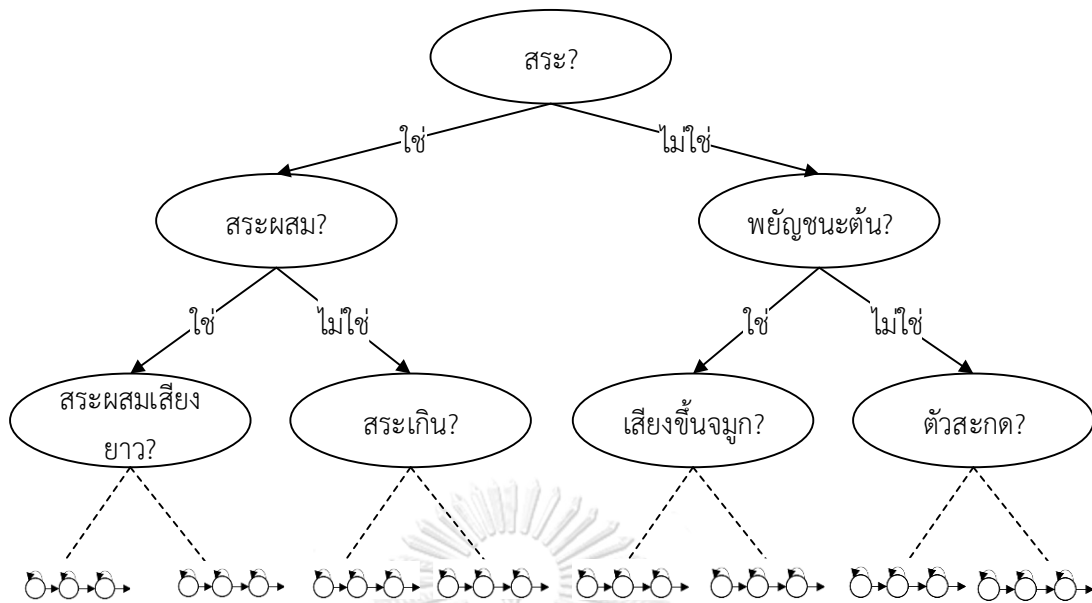 สระ?
ใช่
ไม่ใช่
สระผสม?
พยัญชนะต้น?
ใช่
ไม่ใช่
ใช่
ไม่ใช่
สระผสมเสียง
ยาว?
สระเกิน?
เสียงขึ้นจมูก?
ตัวสะกด?